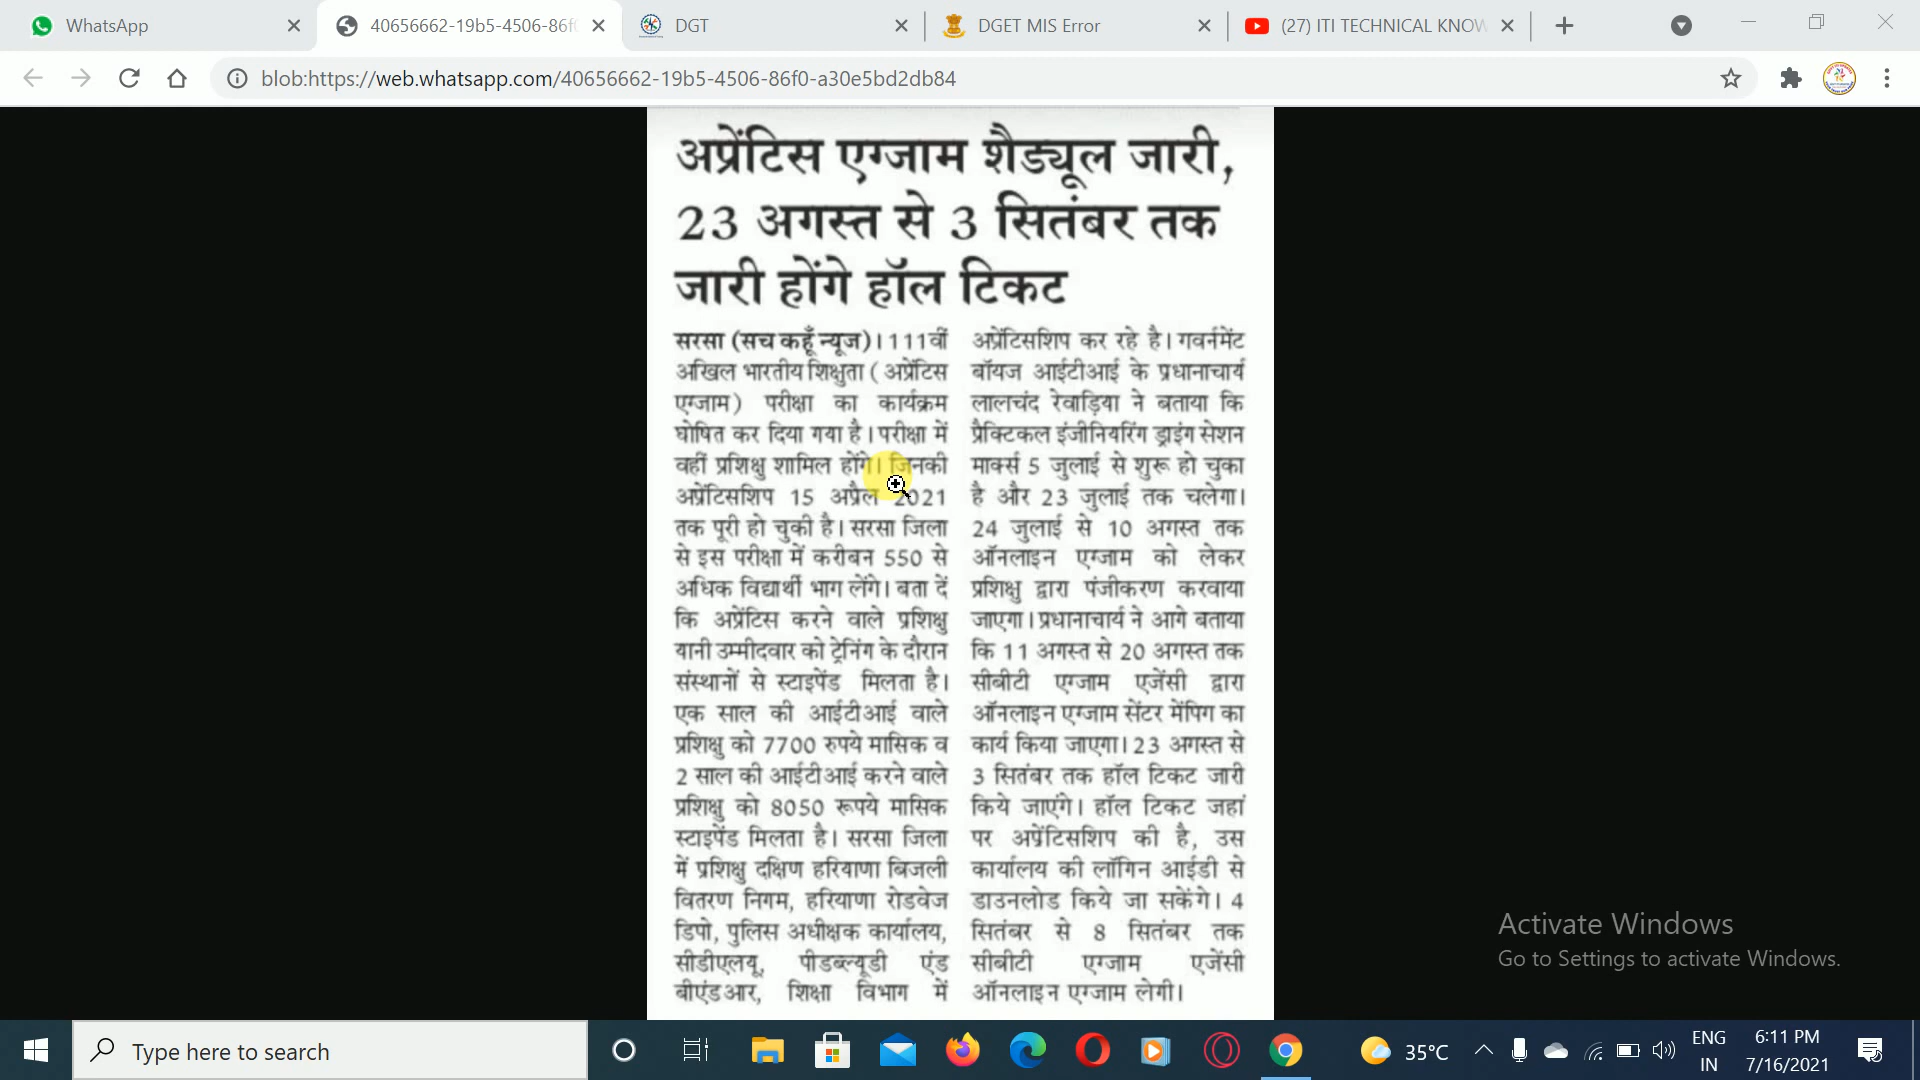 WhatsApp
40656662-19b5-4506-86f
DGT
DGET MIS Error
(27) ITI TECHNICAL KNOW
blob:https://web.whatsapp.com/40656662-19b5-4506-86f0-a30e5bd2db84
अप्रेंटिस एग्जाम शैड्यूल जारी,
23 अगस्त से 3 सितंबर तक
जारी होंगे हॉल टिकट
सरसा (सच कहूँ न्यूज)। 111वीं
अखिल भारतीय शिक्षुता ( अप्रेंटिस
एग्जाम) परीक्षा का कार्यक्रम
घोषित कर दिया गया है। परीक्षा में
वहीं प्रशिक्षु शामिल होंगे। जिनकी
अप्रेंटिसशिप 15 अप्रैल 2021
तक पूरी हो चुकी है। सरसा जिला
से इस परीक्षा में करीबन 550 से
अधिक विद्यार्थी भाग लेंगे। बता दें
कि अप्रेंटिस करने वाले प्रशिक्षु
यानी उम्मीदवार को ट्रेनिंग के दौरान
संस्थानों से स्टाइपेंड मिलता है।
एक साल की आईटीआई वाले
प्रशिक्षु को 7700 रुपये मासिक व
2 साल की आईटीआई करने वाले
प्रशिक्षु को 8050 रूपये मासिक
स्टाइपेंड मिलता है। सरसा जिला
में प्रशिक्षु दक्षिण हरियाणा बिजली
वितरण निगम, हरियाणा रोडवेज
डिपो, पुलिस अधीक्षक कार्यालय,
सीडीएलयू, पीडब्ल्यूडी एंड
बीएंडआर, शिक्षा विभाग में
अप्रेंटिसशिप कर रहे है। गवर्नमेंट
बॉयज आईटीआई के प्रधानाचार्य
लालचंद रेवाड़िया ने बताया कि
प्रैक्टिकल इंजीनियरिंग ड्राइंग सेशन
मार्क्स 5 जुलाई से शुरू हो चुका
है और 23 जुलाई तक चलेगा।
24 जुलाई से 10 अगस्त तक
ऑनलाइन एग्जाम को लेकर
प्रशिक्षु द्वारा पंजीकरण करवाया
जाएगा। प्रधानाचार्य ने आगे बताया
कि 11 अगस्त से 20 अगस्त तक
सीबीटी एग्जाम एजेंसी द्वारा
ऑनलाइन एग्जाम सेंटर मेंपिग का
कार्य किया जाएगा। 23 अगस्त से
3 सितंबर तक हॉल टिकट जारी
किये जाएंगे। हॉल टिकट जहां
पर अप्रेंटिसशिप की है, उस
कार्यालय की लॉगिन आईडी से
डाउनलोड किये जा सकेंगे। 4
सितंबर से 8 सितंबर तक
सीबीटी एग्जाम एजेंसी
ऑनलाइन एग्जाम लेगी।
Activate Windows
Go to Settings to activate Windows.
Type here to search
35°C
ENG
IN
6:11 PM
7/16/2021